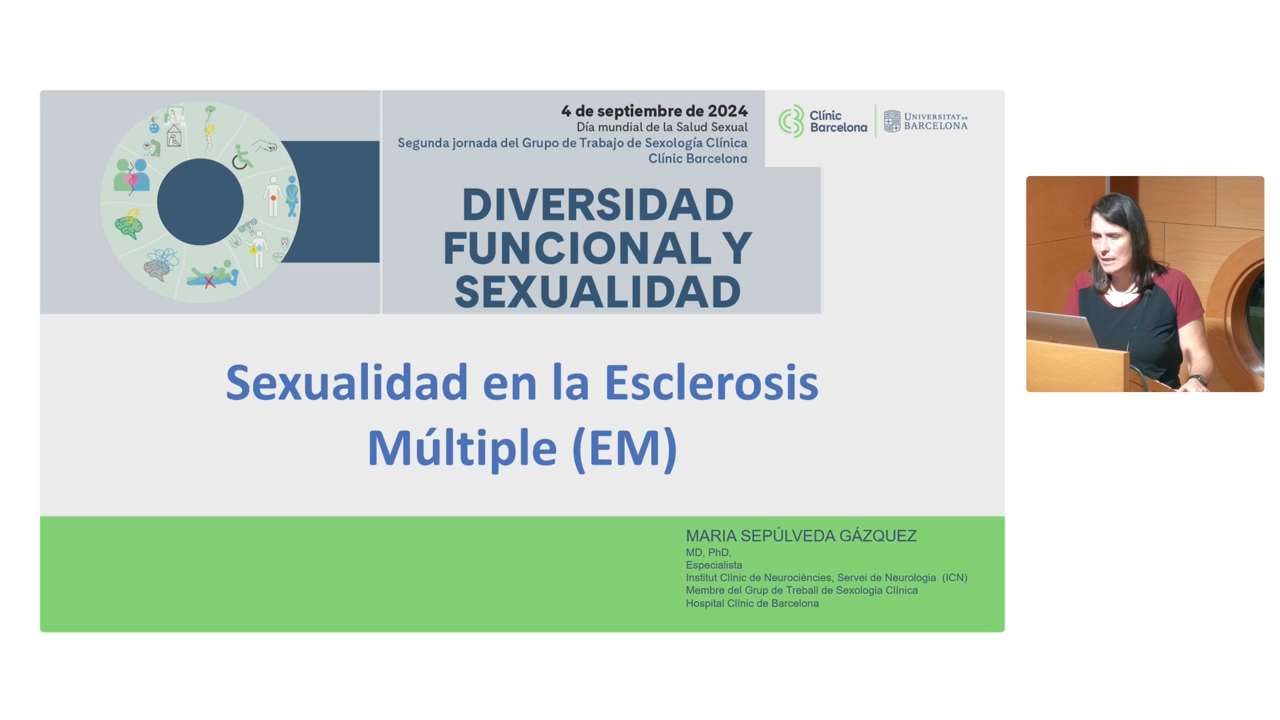 4 de septiembre de 2024
Día mundial de la Salud Sexual
Segunda jornada del Grupo de Trabajo de Sexología Clínica
Clínic Barcelona
Clínic
Barcelona
UNIVERSITAT DE
BARCELONA
DIVERSIDAD
FUNCIONAL Y
SEXUALIDAD
Sexualidad en la Esclerosis
Múltiple (EM)
MARIA SEPÚLVEDA GÁZQUEZ
MD, PhD,
Especialista
Institut Clínic de Neurociències, Servei de Neurologia (ICN)
Membre del Grup de Treball de Sexologia Clínica
Hospital Clínic de Barcelona